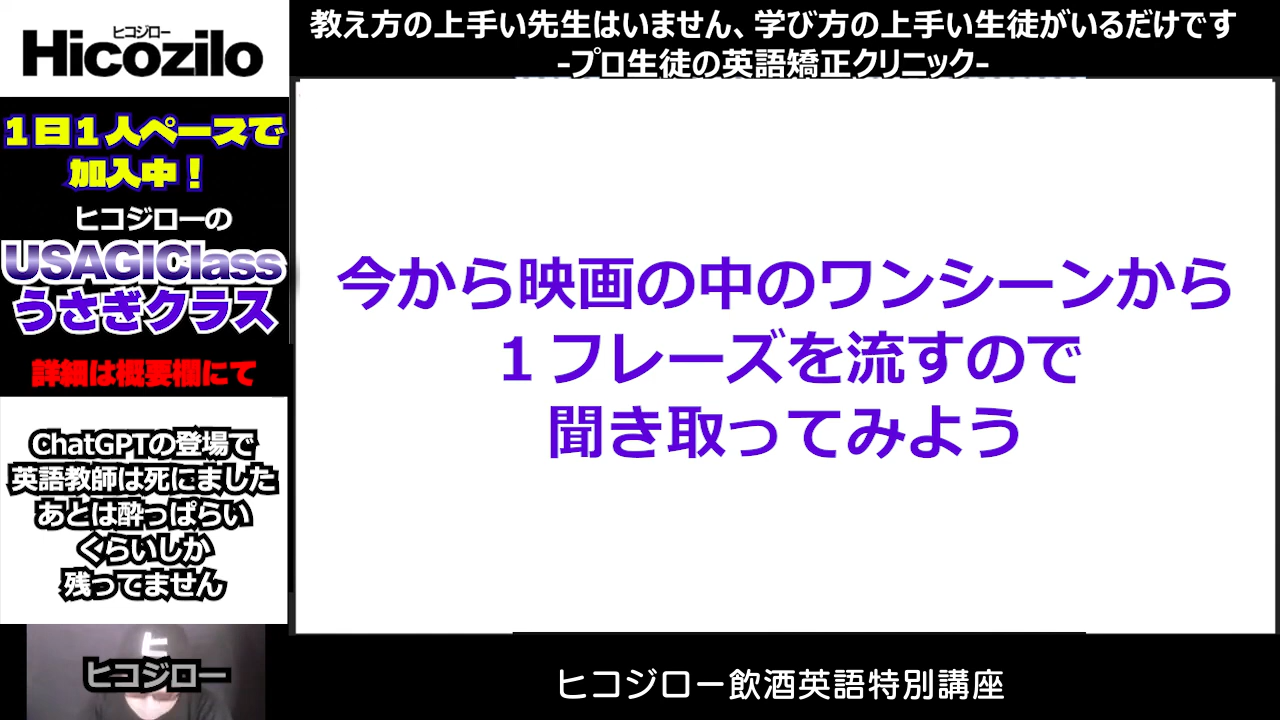 ヒコジロー
Hicozilo
1日1人ペースで
加入中！
ヒコジローの
USAGIClass
うさぎクラス
詳細は概要欄にて
ChatGPTの登場で
英語教師は死にました
あとは酔っぱらい
くらいしか
残ってません
ヒ
ヒコジロー
教え方の上手い先生はいません、学び方の上手い生徒がいるだけです
-プロ生徒の英語矯正クリニック-
今から映画の中のワンシーンから
１フレーズを流すので
聞き取ってみよう
ヒコジロー飲酒英語特別講座